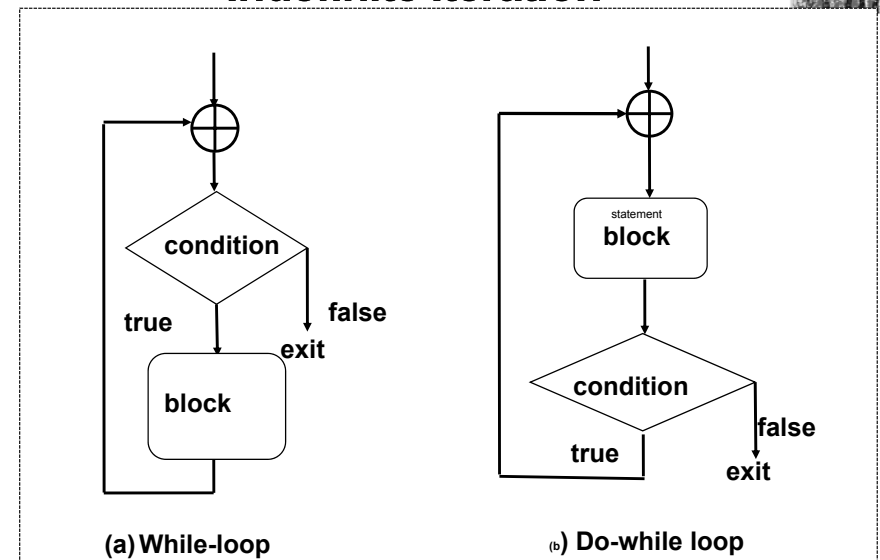 condition
true
false
exit
block
(a) While-loop
statement
block
condition
true
false
exit
(b) Do-while loop